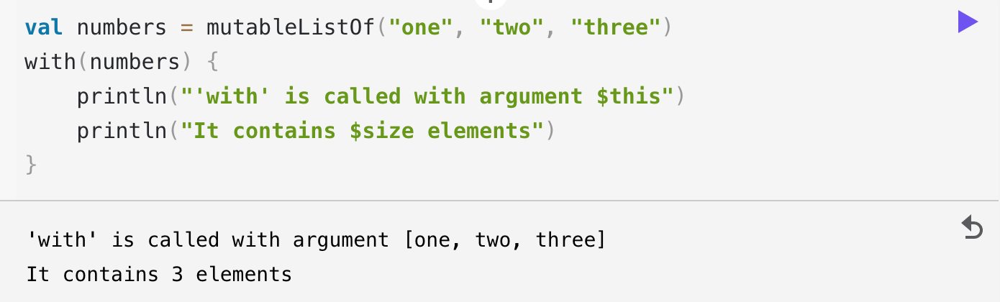 val numbers = mutableListOf("one", "two", "three")
with(numbers) {
    println("'with' is called with argument $this")
    println("It contains $size elements")
}
'with' is called with argument [one, two, three]
It contains 3 elements